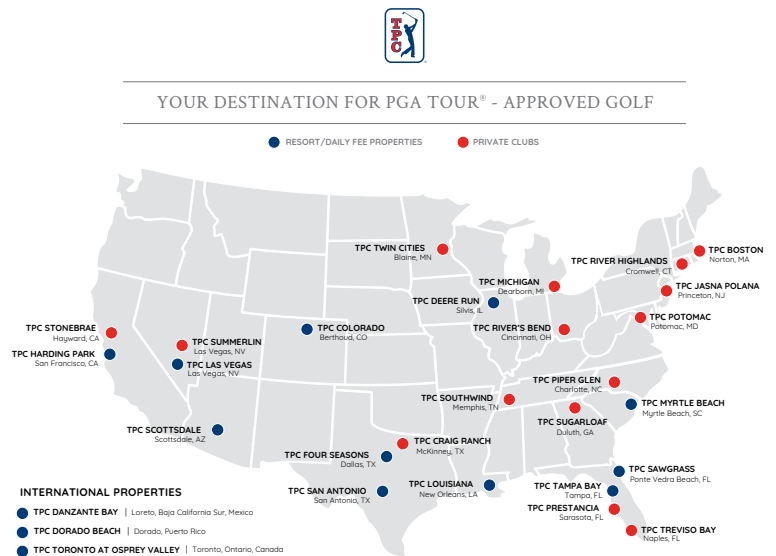 TPC
YOUR DESTINATION FOR PGA TOUR® - APPROVED GOLF
RESORT/DAILY FEE PROPERTIES
PRIVATE CLUBS
TPC TWIN CITIES
Blaine, MN
TPC BOSTON
Norton, MA
TPC RIVER HIGHLANDS
Cromwell, CT
TPC MICHIGAN
Dearborn, MI
TPC JASNA POLANA
Princeton, NJ
TPC DEERE RUN
Silvis, IL
TPC POTOMAC
Potomac, MD
TPC STONEBRAE
Hayward, CA
TPC COLORADO
Berthoud, CO
TPC RIVER'S BEND
Cincinnati, OH
TPC SUMMERLIN
Las Vegas, NV
TPC HARDING PARK
San Francisco, CA
TPC LAS VEGAS
Las Vegas, NV
TPC PIPER GLEN
Charlotte, NC
TPC SOUTHWIND
Memphis, TN
TPC MYRTLE BEACH
Myrtle Beach, SC
TPC SUGARLOAF
Duluth, GA
TPC SCOTTSDALE
Scottsdale, AZ
TPC CRAIG RANCH
McKinney, TX
TPC FOUR SEASONS
Dallas, TX
TPC SAWGRASS
Ponte Vedra Beach, FL
TPC SAN ANTONIO
San Antonio, TX
TPC LOUISIANA
New Orleans, LA
TPC TAMPA BAY
Tampa, FL
TPC PRESTANCIA
Sarasota, FL
TPC TREVISO BAY
Naples, FL
INTERNATIONAL PROPERTIES
TPC DANZANTE BAY | Loreto, Baja California Sur, Mexico
TPC DORADO BEACH | Dorado, Puerto Rico
TPC TORONTO AT OSPREY VALLEY | Toronto, Ontario, Canada